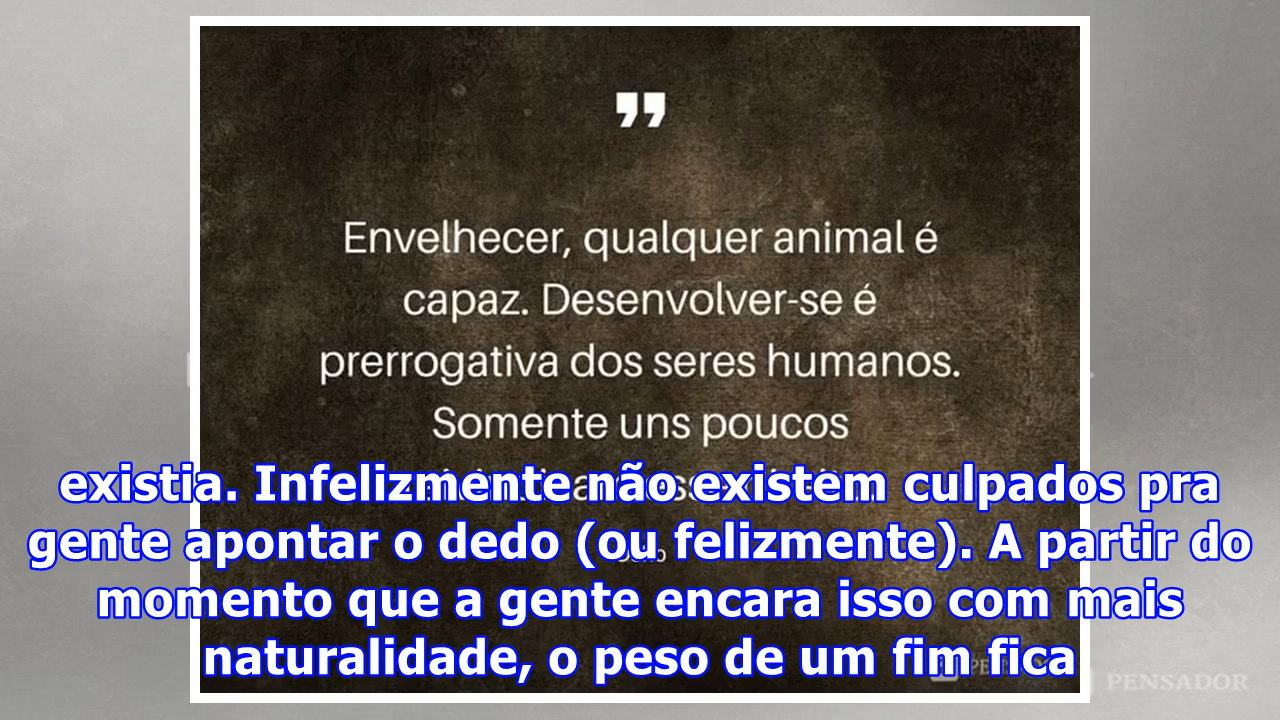 ”
Envelhecer, qualquer animal é
capaz. Desenvolver-se é
prerrogativa dos seres humanos.
Somente uns poucos
existia. Infelizmente não existem culpados pra
gente apontar o dedo (ou felizmente). A partir do
momento que a gente encara isso com mais
naturalidade, o peso de um fim fica
PENSADOR